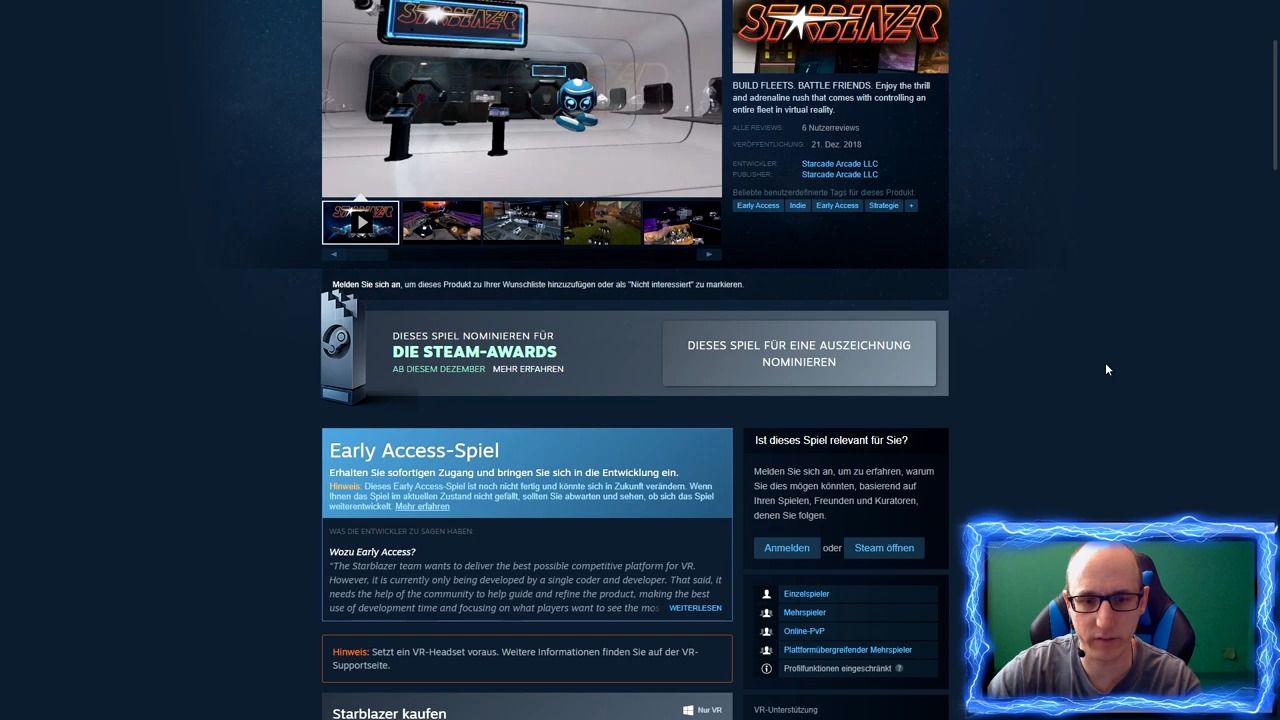 STARBLAZER
STARBLAZER
BUILD FLEETS. BATTLE FRIENDS. Enjoy the thrill
and adrenaline rush that comes with controlling an
entire fleet in virtual reality.
ALLE REVIEWS: 6 Nutzerreviews
VERÖFFENTLICHUNG: 21. Dez. 2018
ENTWICKLER: Starcade Arcade LLC
PUBLISHER: Starcade Arcade LLC
Beliebte benutzerdefinierte Tags für dieses Produkt:
Early Access Indie Early Access Strategie +
Melden Sie sich an, um dieses Produkt zu Ihrer Wunschliste hinzuzufügen oder als "Nicht interessiert" zu markieren.
DIESES SPIEL NOMINIEREN FÜR
DIE STEAM-AWARDS
AB DIESEM DEZEMBER MEHR ERFAHREN
DIESES SPIEL FÜR EINE AUSZEICHNUNG
NOMINIEREN
Early Access-Spiel
Erhalten Sie sofortigen Zugang und bringen Sie sich in die Entwicklung ein.
Hinweis: Dieses Early Access-Spiel ist noch nicht fertig und könnte sich in Zukunft verändern. Wenn
Ihnen das Spiel im aktuellen Zustand nicht gefällt, sollten Sie abwarten und sehen, ob sich das Spiel
weiterentwickelt. Mehr erfahren
WAS DIE ENTWICKLER ZU SAGEN HABEN:
Wozu Early Access?
"The Starblazer team wants to deliver the best possible competitive platform for VR.
However, it is currently only being developed by a single coder and developer. That said, it
needs the help of the community to help guide and refine the product, making the best
use of development time and focusing on what players want to see the mos WEITERLESEN
Hinweis: Setzt ein VR-Headset voraus. Weitere Informationen finden Sie auf der VR-
Supportseite.
Starblazer kaufen
Nur VR
Ist dieses Spiel relevant für Sie?
Melden Sie sich an, um zu erfahren, warum
Sie dies mögen könnten, basierend auf
Ihren Spielen, Freunden und Kuratoren,
denen Sie folgen.
Anmelden oder Steam öffnen
Einzelspieler
Mehrspieler
Online-PvP
Plattformübergreifender Mehrspieler
Profilfunktionen eingeschränkt ?
VR-Unterstützung